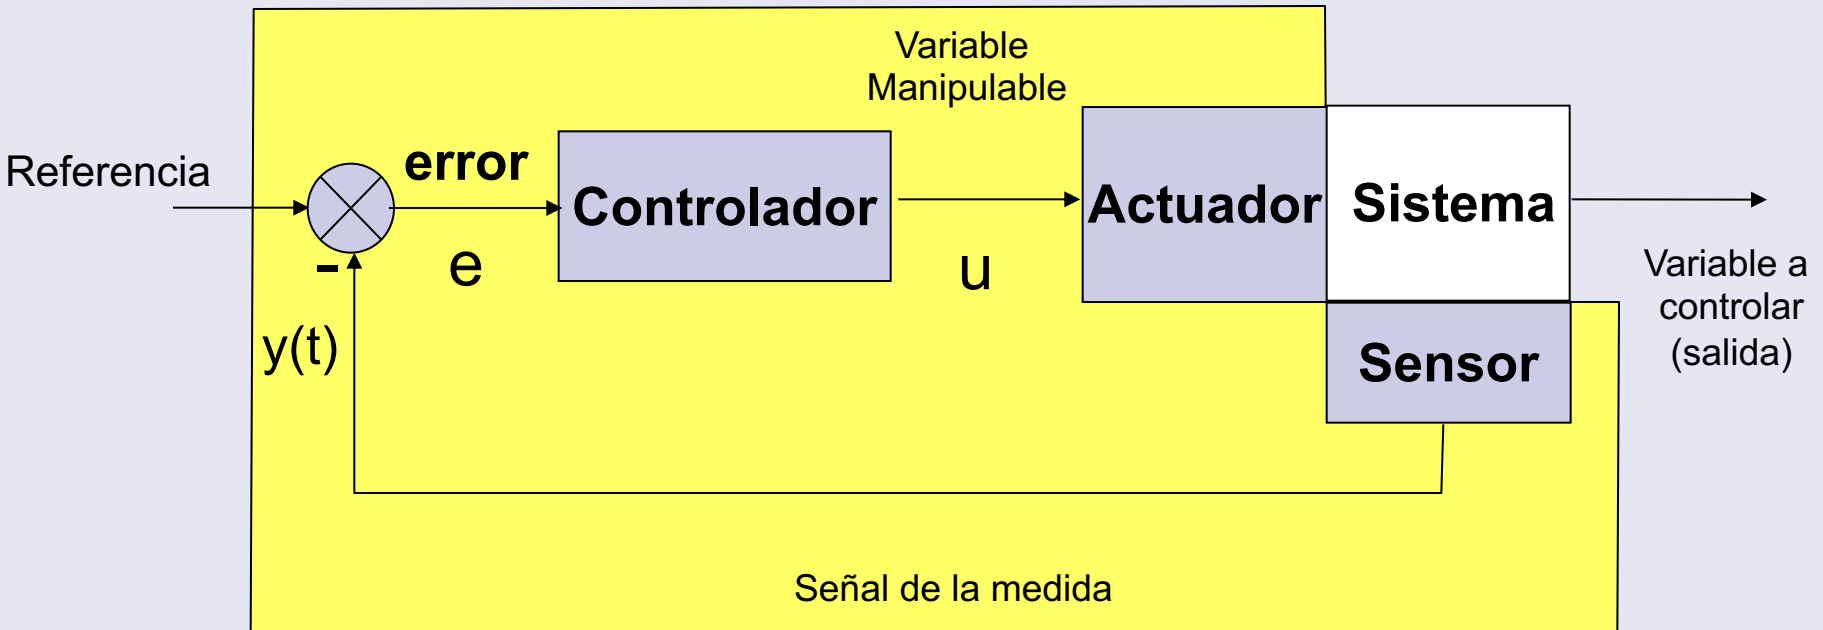 Variable
Manipulable
Referencia
error
Controlador
Actuador
Sistema
-
e
u
y(t)
Variable a
controlar
(salida)
Sensor
Señal de la medida